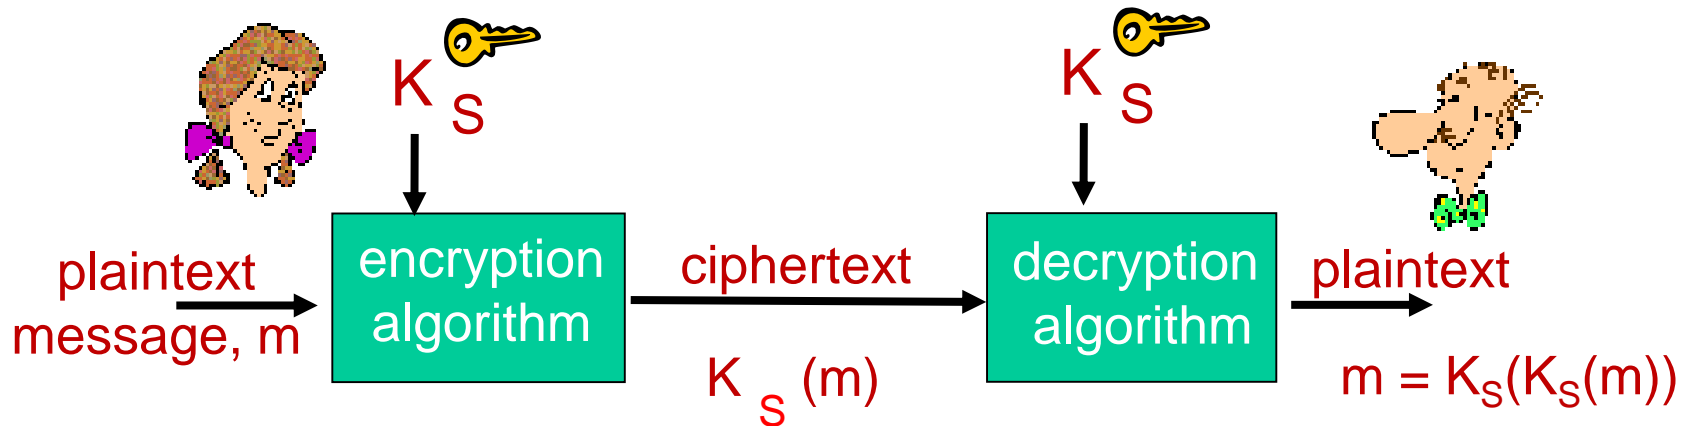 K S
K S
plaintext
message, m
encryption
algorithm
ciphertext
K S (m)
decryption
algorithm
plaintext
m = KS(KS(m))